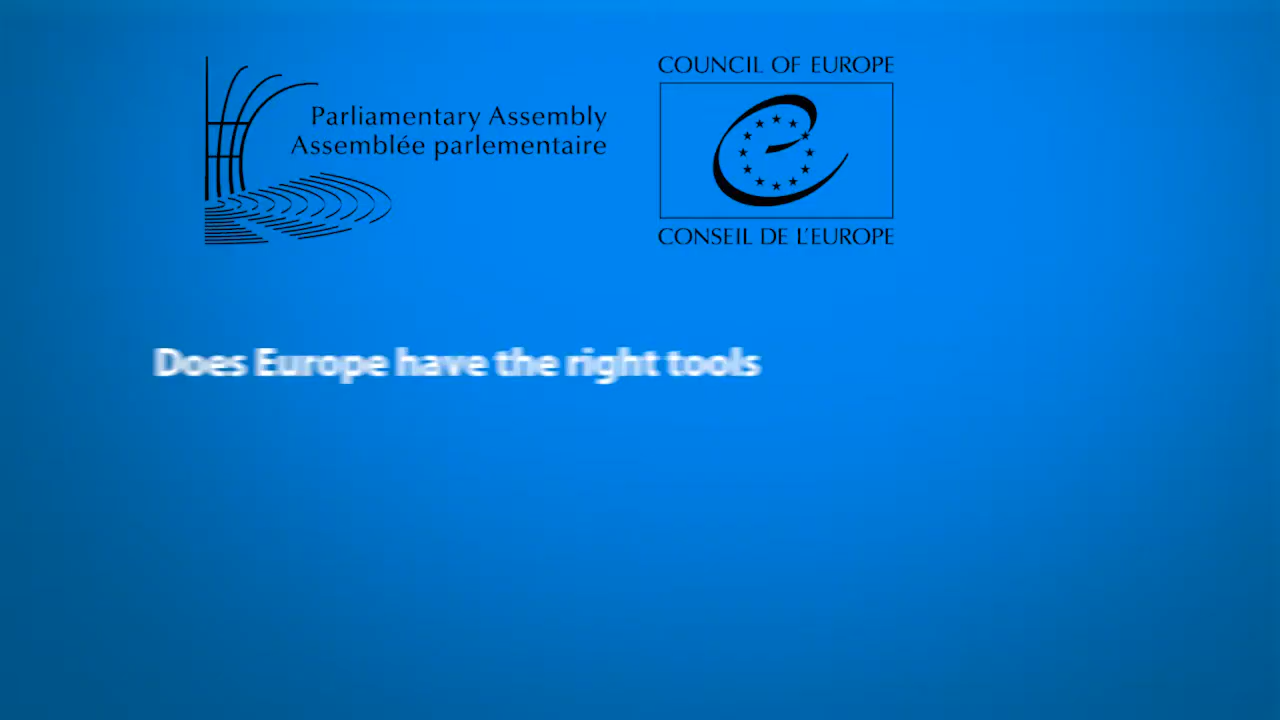 Parliamentary Assembly
Assemblée parlementaire
COUNCIL OF EUROPE
CONSEIL DE L'EUROPE
Does Europe have the right tools